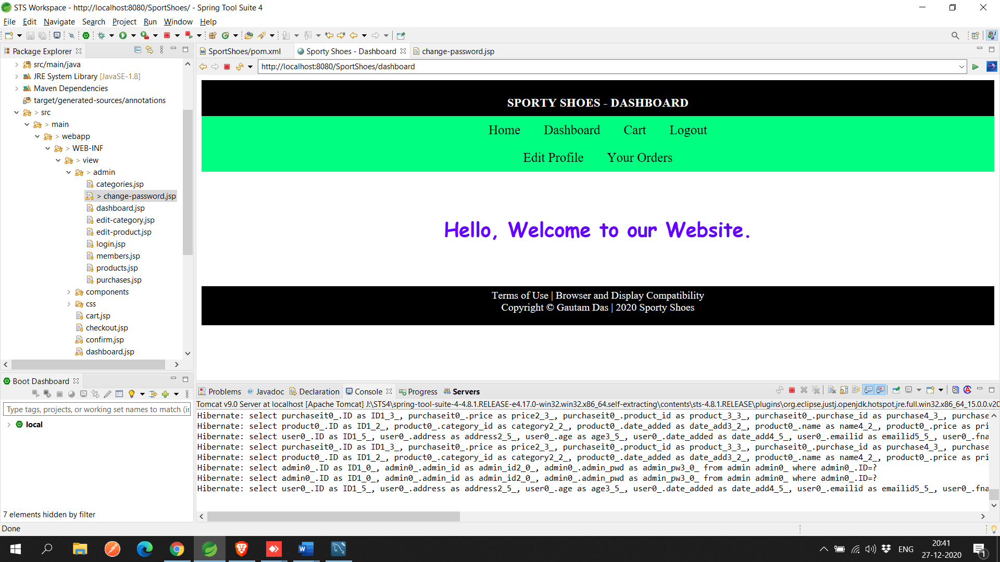 STS Workspace - http://localhost:8080/SportShoes/ - Spring Tool Suite 4
File Edit Navigate Search Project Run Window Help
Package Explorer
> src/main/java
> JRE System Library [JavaSE-1.8]
> Maven Dependencies
target/generated-sources/annotations
> src
> main
> webapp
> WEB-INF
> view
> admin
categories.jsp
> change-password.jsp
dashboard.jsp
edit-category.jsp
edit-product.jsp
login.jsp
members.jsp
products.jsp
purchases.jsp
components
css
cart.jsp
checkout.jsp
confirm.jsp
dashboard.jsp
Boot Dashboard
Type tags, projects, or working set names to match (in
local
7 elements hidden by filter
Done
SportShoes/pom.xml Sporty Shoes - Dashboard change-password.jsp
http://localhost:8080/SportShoes/dashboard
SPORTY SHOES - DASHBOARD
Home Dashboard Cart Logout
Edit Profile Your Orders
Hello, Welcome to our Website.
Terms of Use | Browser and Display Compatibility
Copyright © Gautam Das | 2020 Sporty Shoes
Problems @ Javadoc Declaration Console Progress Servers
Tomcat v9.0 Server at localhost [Apache Tomcat] J:\STS4\spring-tool-suite-4-4.8.1.RELEASE-e4.17.0-win32.win32.x86_64.self-extracting\contents\sts-4.8.1.RELEASE\plugins\org.eclipse.justj.openjdk.hotspot.jre.full.win32.x86_64_15.0.0.v20
Hibernate: select purchaseit0_.ID as ID1_3_, purchaseit0_.price as price2_3_, purchaseit0_.product_id as product_3_3_, purchaseit0_.purchase_id as purchase4_3_, purchase
Hibernate: select product0_.ID as ID1_2_, product0_.category_id as category2_2_, product0_.date_added as date_add3_2_, product0_.name as name4_2_, product0_.price as pri
Hibernate: select user0_.ID as ID1_5_, user0_.address as address2_5_, user0_.age as age3_5_, user0_.date_added as date_add4_5_, user0_.emailid as emailid5_5_, user0_.fna
Hibernate: select purchaseit0_.ID as ID1_3_, purchaseit0_.price as price2_3_, purchaseit0_.product_id as product_3_3_, purchaseit0_.purchase_id as purchase4_3_, purchase
Hibernate: select product0_.ID as ID1_2_, product0_.category_id as category2_2_, product0_.date_added as date_add3_2_, product0_.name as name4_2_, product0_.price as pri
Hibernate: select admin0_.ID as ID1_0_, admin0_.admin_id as admin_id2_0_, admin0_.admin_pwd as admin_pw3_0_ from admin admin0_ where admin0_.ID=?
Hibernate: select admin0_.ID as ID1_0_, admin0_.admin_id as admin_id2_0_, admin0_.admin_pwd as admin_pw3_0_ from admin admin0_ where admin0_.ID=?
Hibernate: select user0_.ID as ID1_5_, user0_.address as address2_5_, user0_.age as age3_5_, user0_.date_added as date_add4_5_, user0_.emailid as emailid5_5_, user0_.fna
ENG
20:41
27-12-2020
1